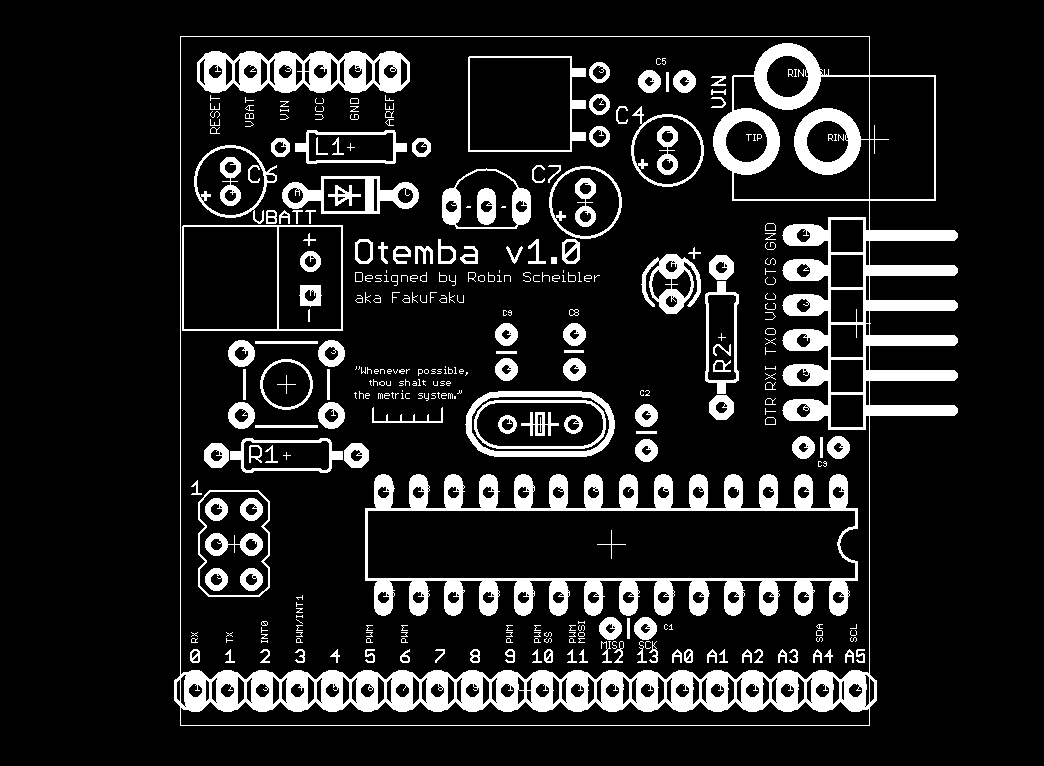 RESET
VBAT
VIN
VCC
GND
AREF
C5
C4
VIN
RING SW
TIP
RING
L1
C6
C7
VBATT
+
Otemba v1.0
Designed by Robin Scheibler
aka FakuFaku
GND
CTS
VCC
TXO
RXI
DTR
R2
C9
C8
C2
C9
"Whenever possible,
thou shalt use
the metric system."
R1
1
C1
RX
TX
INT0
PWM/INT1
PWM
PWM
PWM
PWM
SS
PWM
MOSI
MISO
SCK
SDA
SCL
0 1 2 3 4 5 6 7 8 9 10 11 12 13 A0 A1 A2 A3 A4 A5